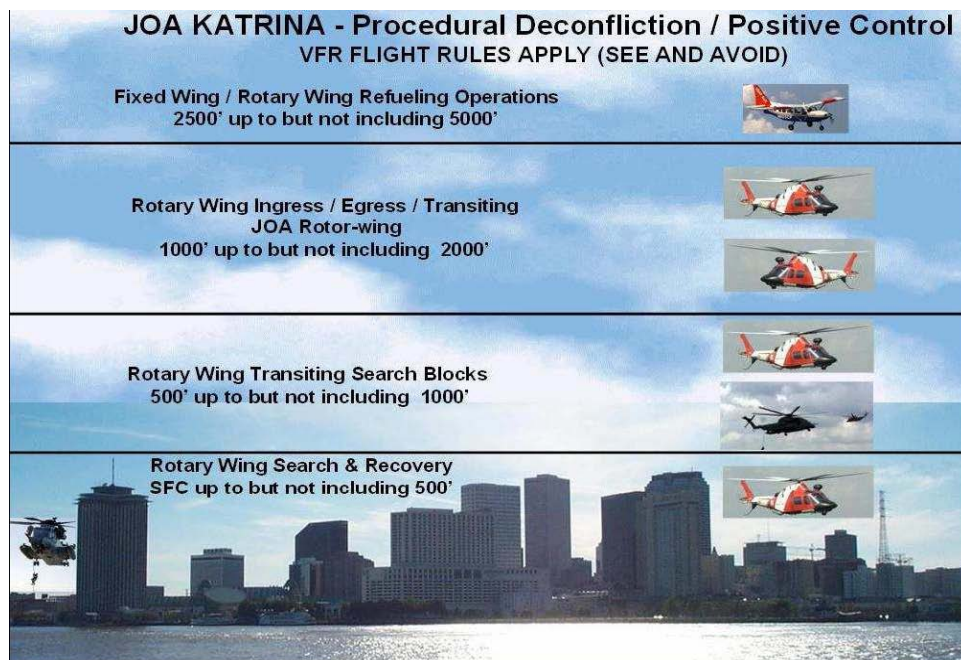 JOA KATRINA - Procedural Deconfliction / Positive Control
VFR FLIGHT RULES APPLY (SEE AND AVOID)
Fixed Wing / Rotary Wing Refueling Operations
2500' up to but not including 5000'
Rotary Wing Ingress / Egress / Transiting
JOA Rotor-wing
1000' up to but not including 2000'
Rotary Wing Transiting Search Blocks
500' up to but not including 1000'
Rotary Wing Search & Recovery
SFC up to but not including 500'